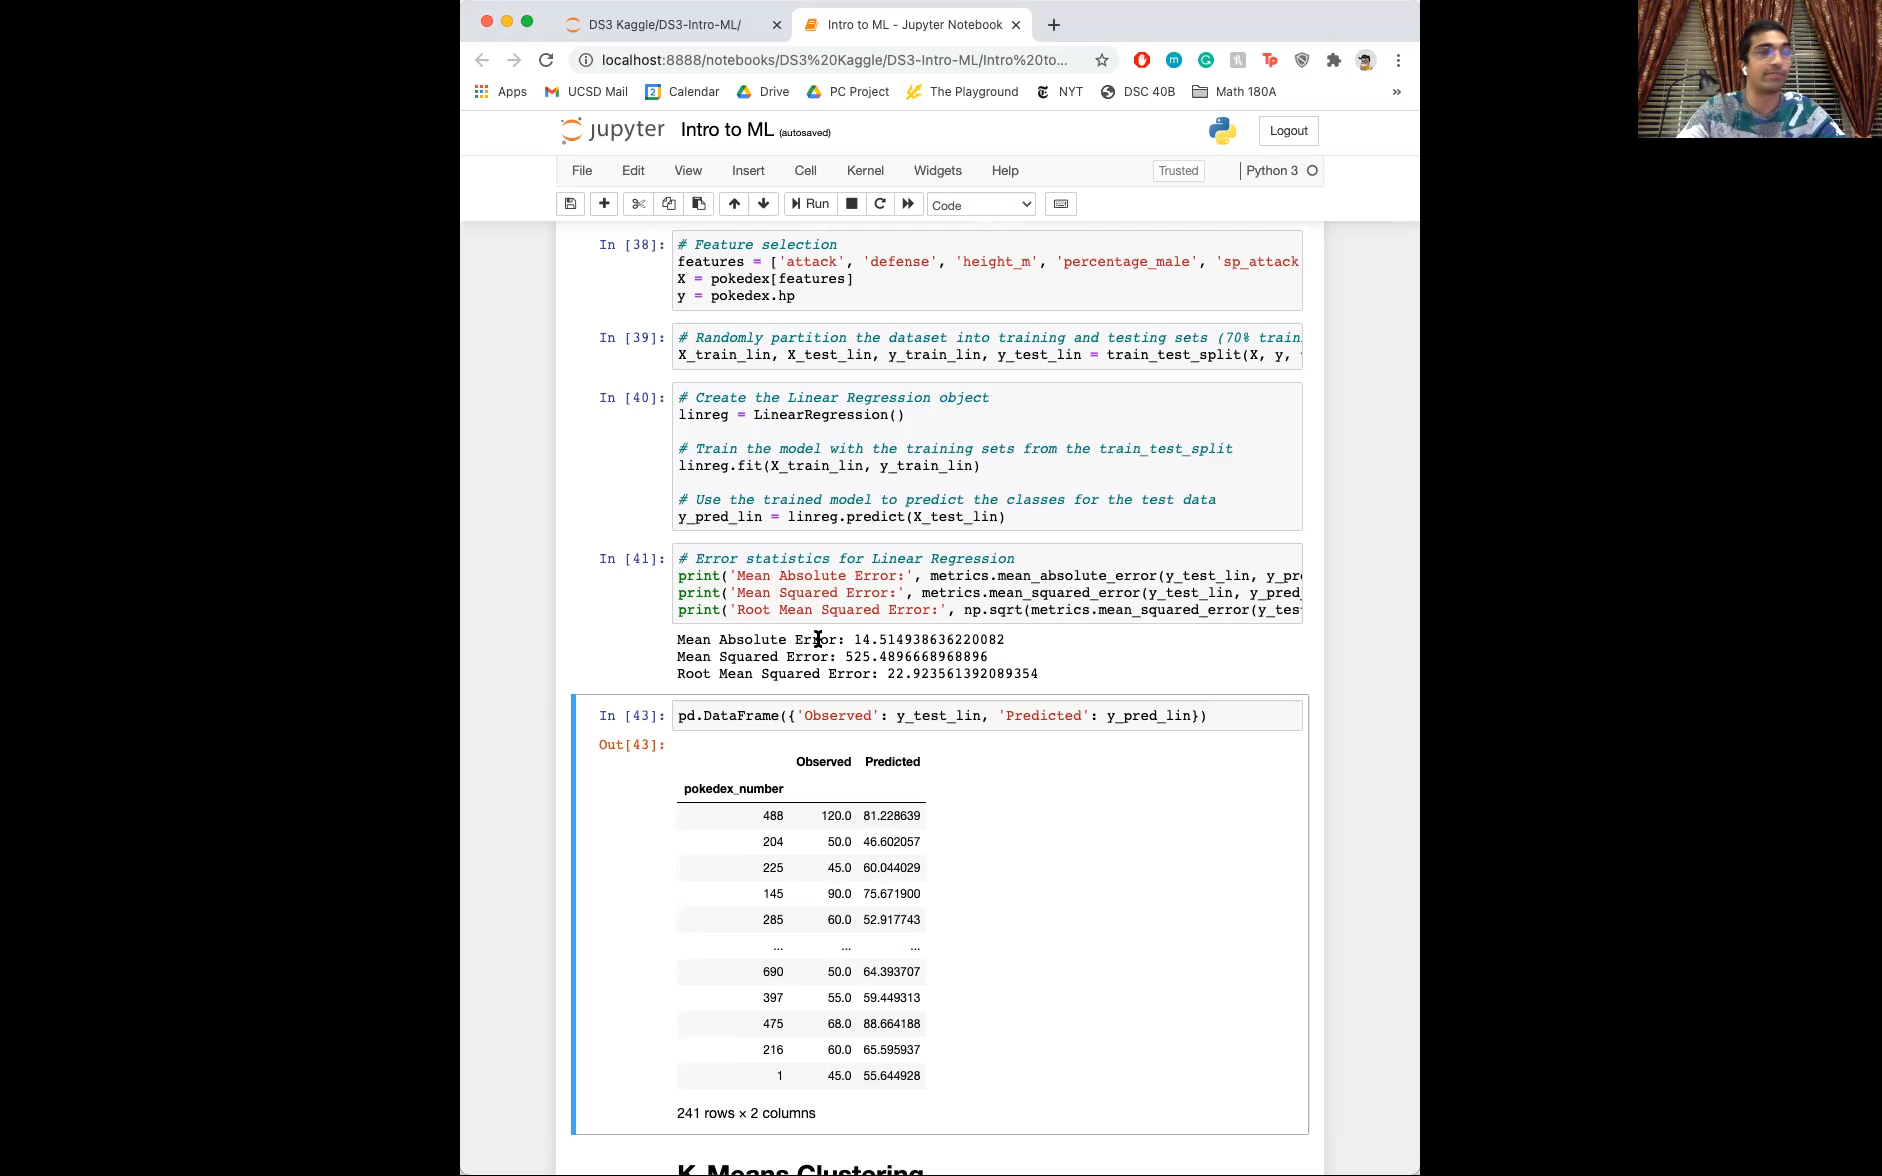 DS3 Kaggle/DS3-Intro-ML/
Intro to ML - Jupyter Notebook
localhost:8888/notebooks/DS3%20Kaggle/DS3-Intro-ML/Intro%20to...
Apps UCSD Mail Calendar Drive PC Project The Playground NYT DSC 40B Math 180A »
jupyter Intro to ML (autosaved) Logout
File Edit View Insert Cell Kernel Widgets Help Trusted Python 3
Run Code
In [38]: # Feature selection
features = ['attack', 'defense', 'height_m', 'percentage_male', 'sp_attack
X = pokedex[features]
y = pokedex.hp
In [39]: # Randomly partition the dataset into training and testing sets (70% train
X_train_lin, X_test_lin, y_train_lin, y_test_lin = train_test_split(X, y,
In [40]: # Create the Linear Regression object
linreg = LinearRegression()
# Train the model with the training sets from the train_test_split
linreg.fit(X_train_lin, y_train_lin)
# Use the trained model to predict the classes for the test data
y_pred_lin = linreg.predict(X_test_lin)
In [41]: # Error statistics for Linear Regression
print('Mean Absolute Error:', metrics.mean_absolute_error(y_test_lin, y_pre
print('Mean Squared Error:', metrics.mean_squared_error(y_test_lin, y_pred_
print('Root Mean Squared Error:', np.sqrt(metrics.mean_squared_error(y_tes
Mean Absolute Error: 14.514938636220082
Mean Squared Error: 525.4896668968896
Root Mean Squared Error: 22.923561392089354
In [43]: pd.DataFrame({'Observed': y_test_lin, 'Predicted': y_pred_lin})
Out[43]:
Observed Predicted
pokedex_number
488 120.0 81.228639
204 50.0 46.602057
225 45.0 60.044029
145 90.0 75.671900
285 60.0 52.917743
... ... ...
690 50.0 64.393707
397 55.0 59.449313
475 68.0 88.664188
216 60.0 65.595937
1 45.0 55.644928
241 rows × 2 columns
K Means Clustering